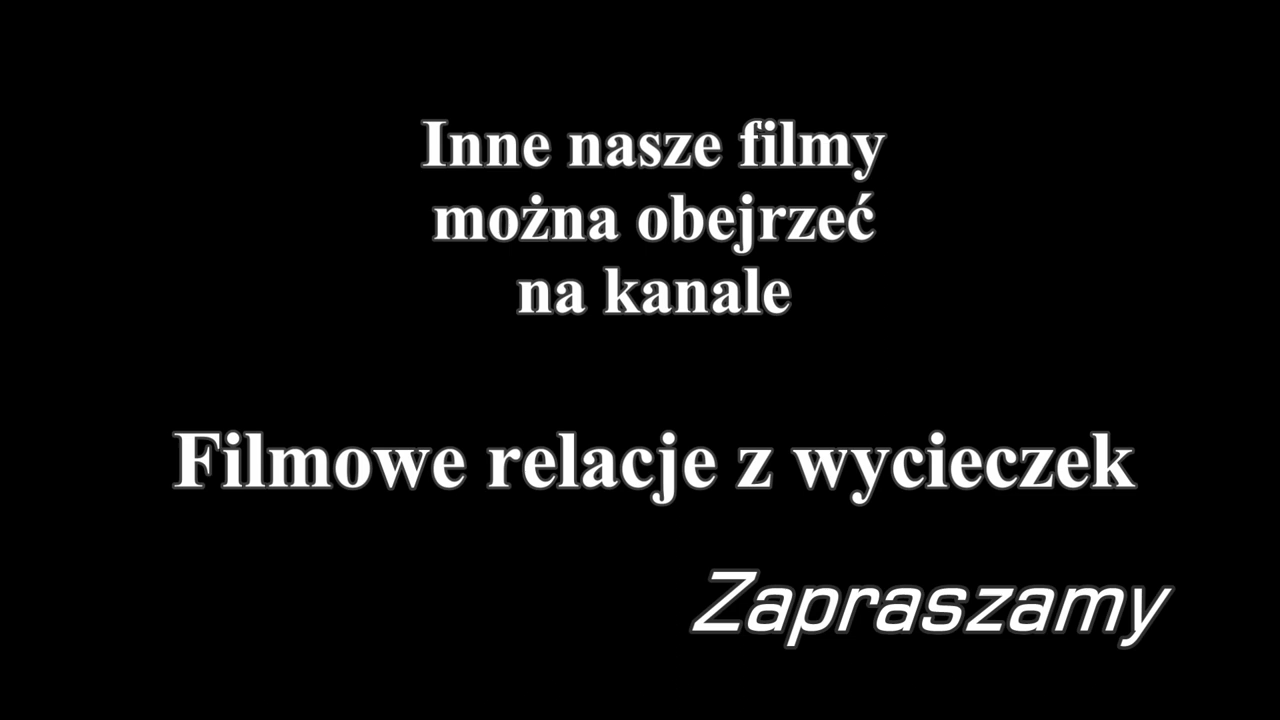 Inne nasze filmy
można obejrzeć
na kanale
Filmowe relacje z wycieczek
Zapraszamy